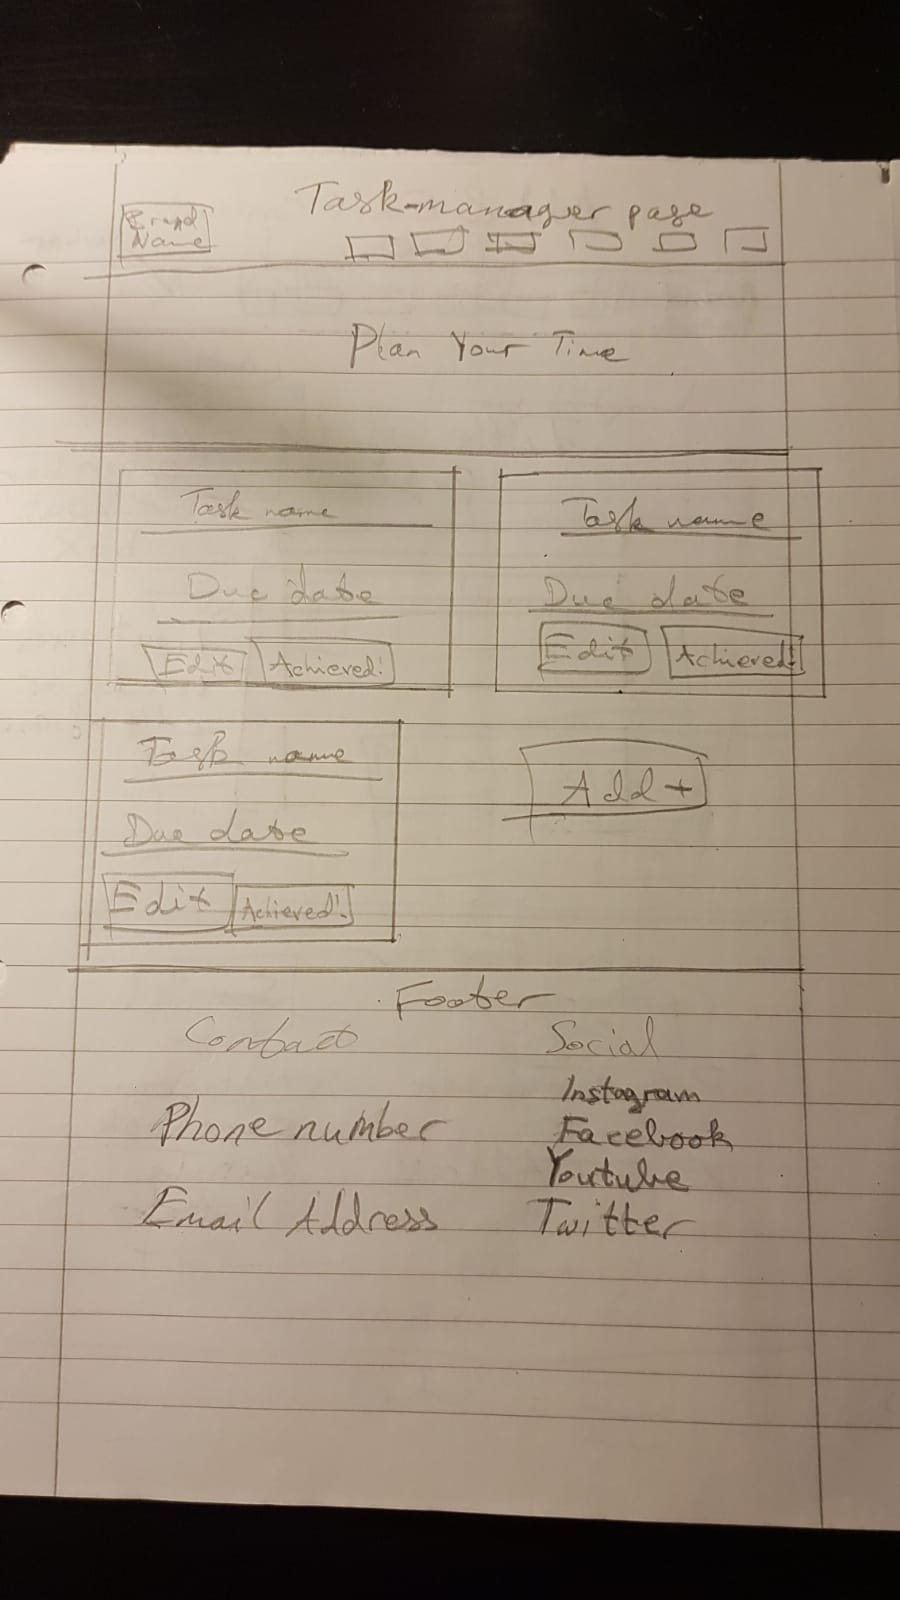 Task-manager page
Brand
Name
Plan Your Time
Task name
Due date
Edit Achieved!
Task name
Due date
Edit Achieved!
Task name
Due date
Edit Achieved!
Add +
Footer
Contact
Phone number
Email Address
Social
Instagram
Facebook
Youtube
Twitter